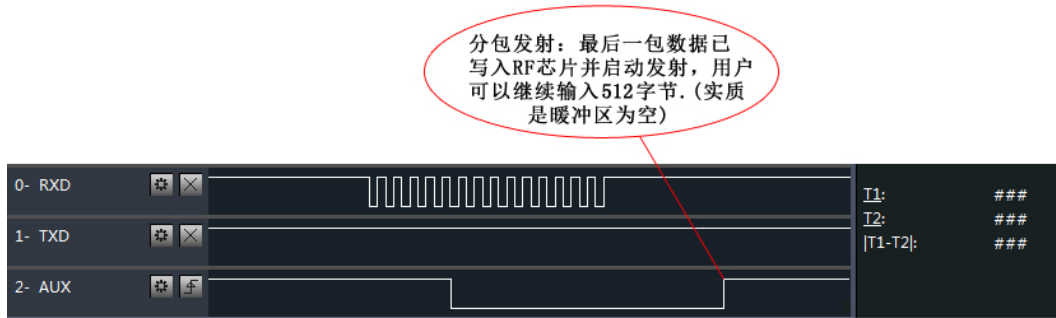 分包发射：最后一包数据已
写入RF芯片并启动发射，用户
可以继续输入512字节.(实质
是暖冲区为空)
0- RXD
1- TXD
2- AUX
T1: ###
T2: ###
|T1-T2|: ###